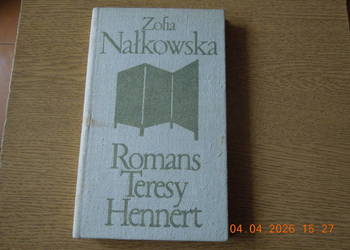 Zofia
Nałkowska
Romans
Teresy
Hennert
04.04.2026 15:27